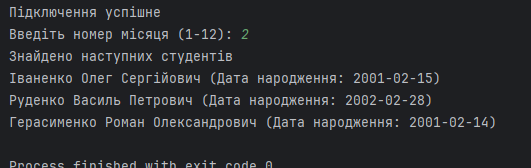 Підключення успішне
Введіть номер місяця (1-12): 2
Знайдено наступних студентів
Іваненко Олег Сергійович (Дата народження: 2001-02-15)
Руденко Василь Петрович (Дата народження: 2002-02-28)
Герасименко Роман Олександрович (Дата народження: 2001-02-14)
Process finished with exit code 0